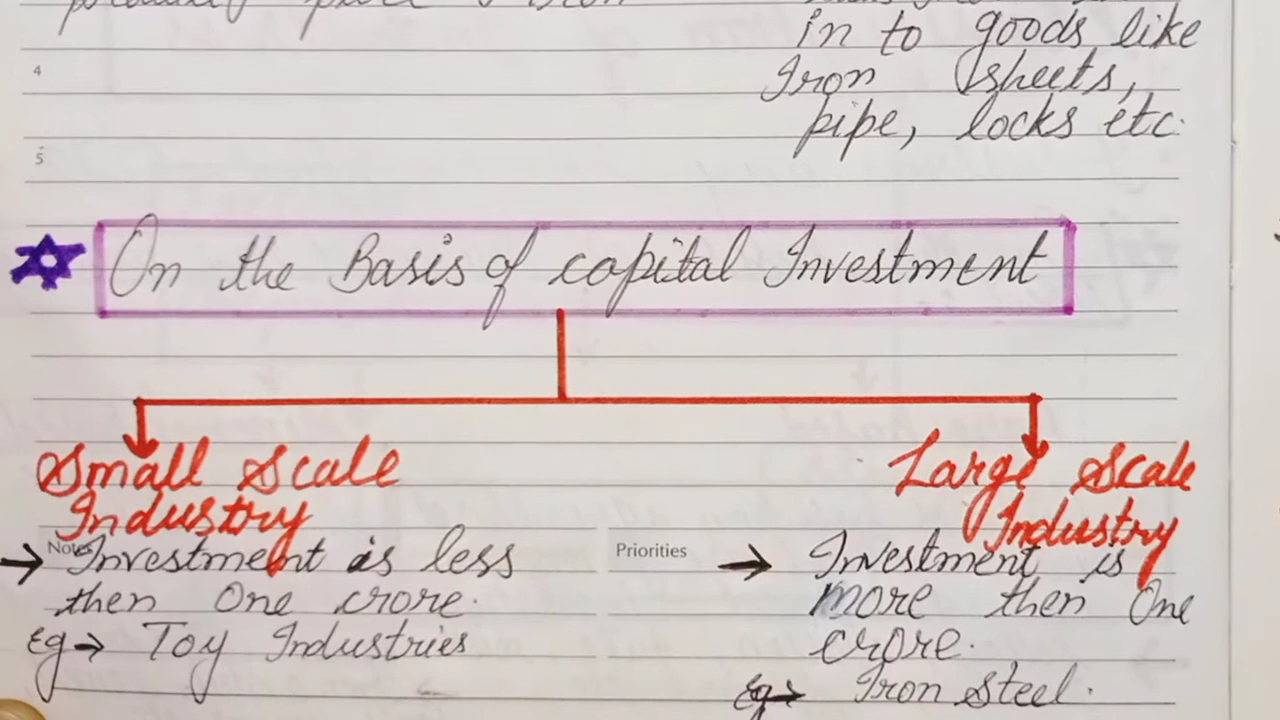 in to goods like
Iron sheets,
pipe, locks etc.
4
5
On the Basis of capital Investment
Small Scale
Industry
Notes
→ Investment is less
then One crore.
Eg → Toy Industries
Large Scale
Industry
Priorities
→ Investment is
more then One
crore.
Eg → Iron Steel.